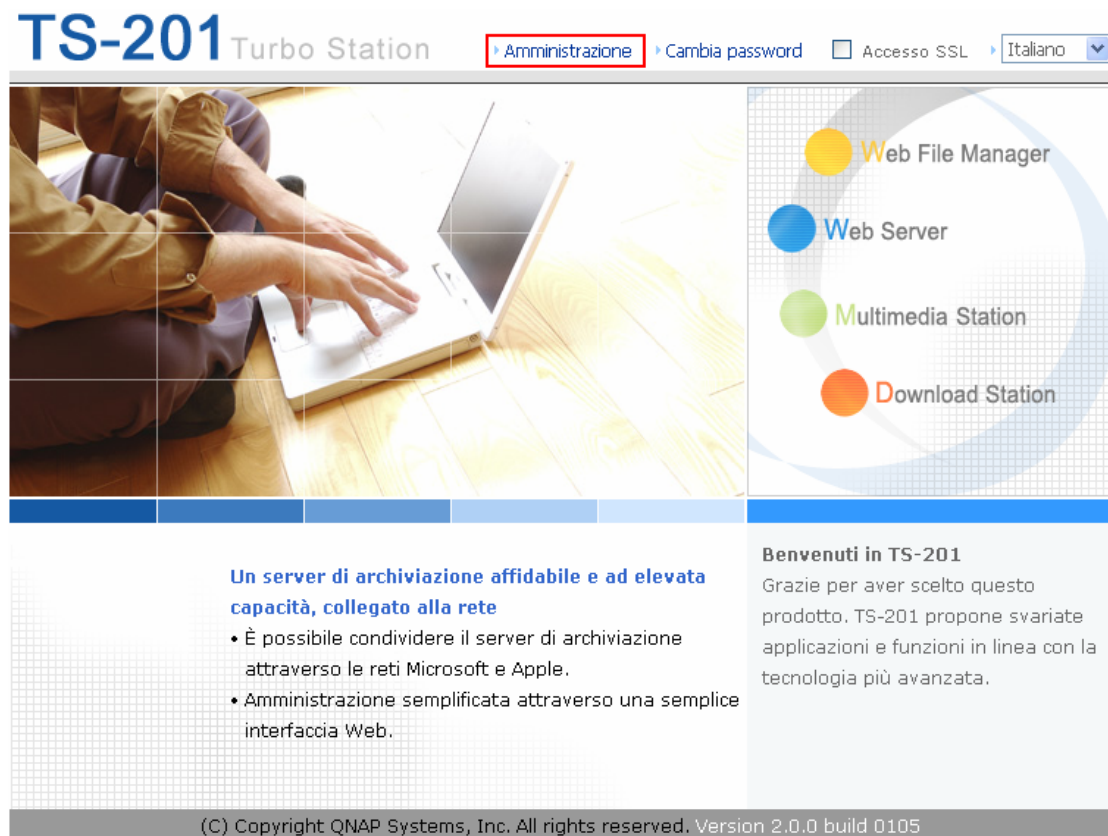 TS-201 Turbo Station
Amministrazione
Cambia password
Accesso SSL
Italiano
Web File Manager
Web Server
Multimedia Station
Download Station
Un server di archiviazione affidabile e ad elevata
capacità, collegato alla rete
• È possibile condividere il server di archiviazione
attraverso le reti Microsoft e Apple.
• Amministrazione semplificata attraverso una semplice
interfaccia Web.
Benvenuti in TS-201
Grazie per aver scelto questo
prodotto. TS-201 propone svariate
applicazioni e funzioni in linea con la
tecnologia più avanzata.
(C) Copyright QNAP Systems, Inc. All rights reserved. Version 2.0.0 build 0105